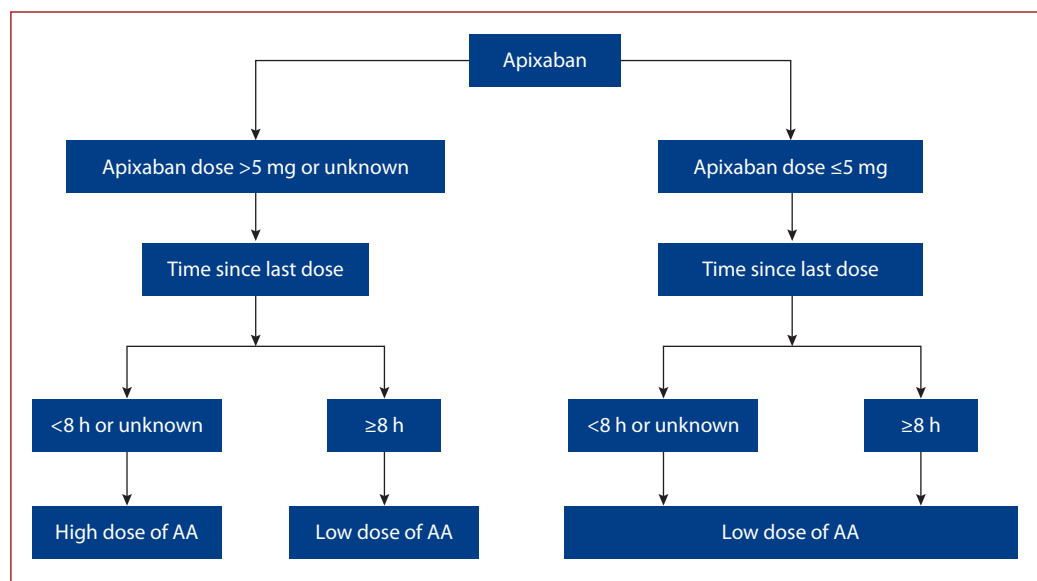 Apixaban
Apixaban dose >5 mg or unknown
Apixaban dose ≤5 mg
Time since last dose
Time since last dose
<8 h or unknown
≥8 h
<8 h or unknown
≥8 h
High dose of AA
Low dose of AA
Low dose of AA